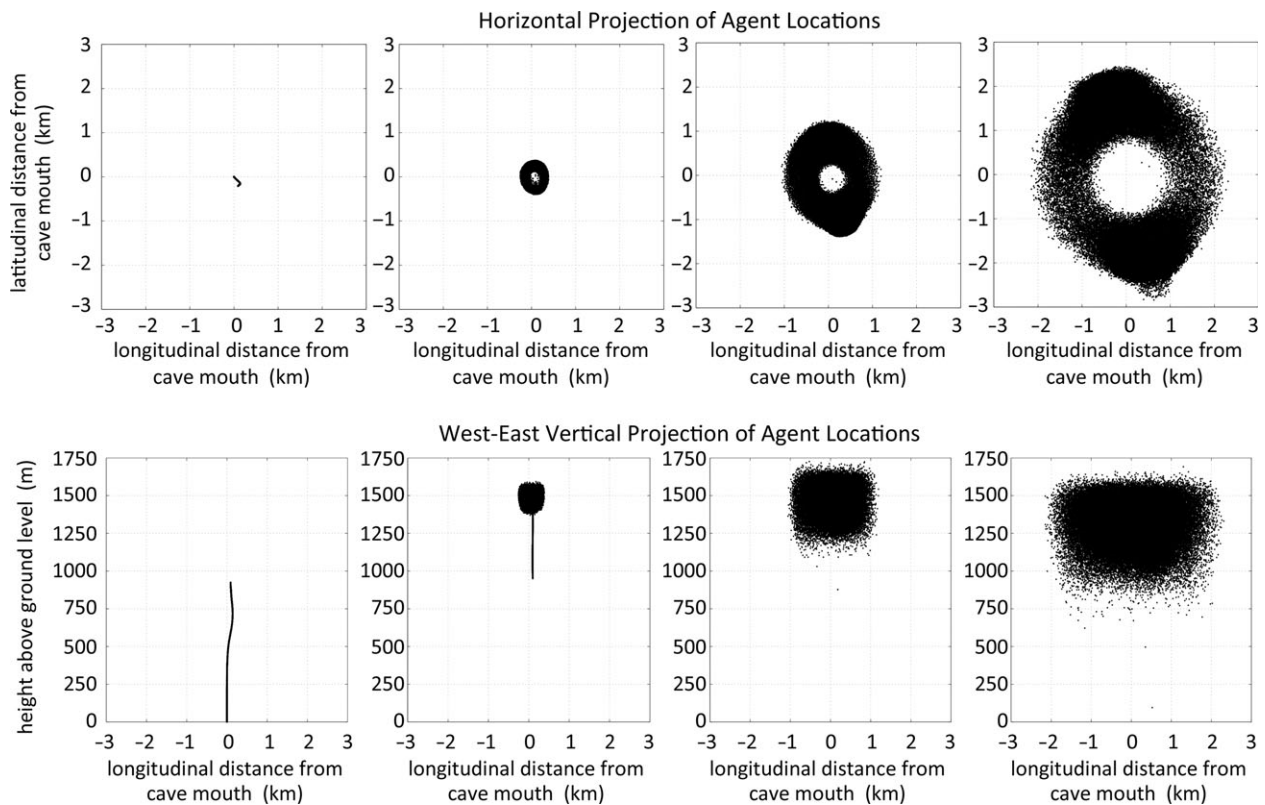 Horizontal Projection of Agent Locations
latitudinal distance from
cave mouth (km)
3 3 3 3
2 2 2 2
1 1 1 1
0 0 0 0
−1 −1 −1 −1
−2 −2 −2 −2
−3 −3 −3 −3
−3 −2 −1 0 1 2 3 −3 −2 −1 0 1 2 3 −3 −2 −1 0 1 2 3 −3 −2 −1 0 1 2 3
longitudinal distance from longitudinal distance from longitudinal distance from longitudinal distance from
cave mouth (km) cave mouth (km) cave mouth (km) cave mouth (km)
West-East Vertical Projection of Agent Locations
height above ground level (m)
1750 1750 1750 1750
1500 1500 1500 1500
1250 1250 1250 1250
1000 1000 1000 1000
750 750 750 750
500 500 500 500
250 250 250 250
0 0 0 0
−3 −2 −1 0 1 2 3 −3 −2 −1 0 1 2 3 −3 −2 −1 0 1 2 3 −3 −2 −1 0 1 2 3
longitudinal distance from longitudinal distance from longitudinal distance from longitudinal distance from
cave mouth (km) cave mouth (km) cave mouth (km) cave mouth (km)